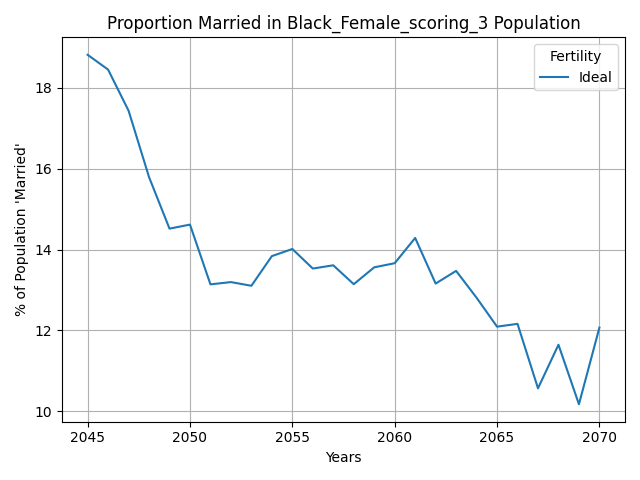 Proportion Married in Black_Female_scoring_3 Population
Fertility
Ideal
% of Population 'Married'
18
16
14
12
10
2045 2050 2055 2060 2065 2070
Years